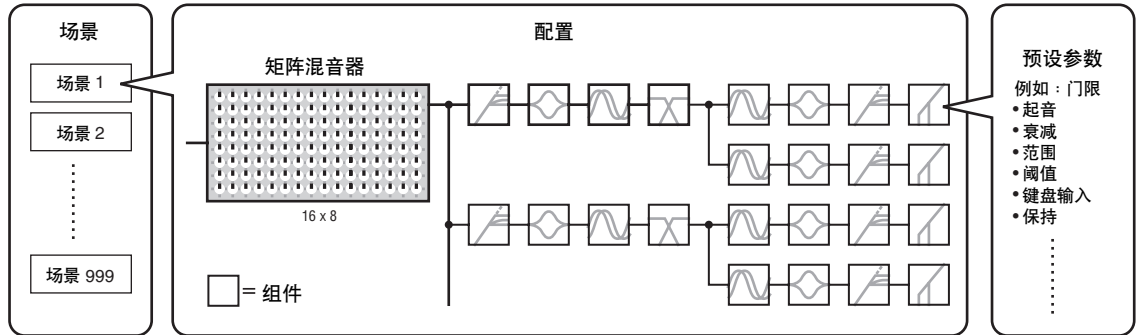 场景
场景 1
场景 2
场景 999
配置
矩阵混音器
16 x 8
= 组件
预设参数
例如：门限
•起音
•衰减
•范围
•阈值
•键盘输入
•保持